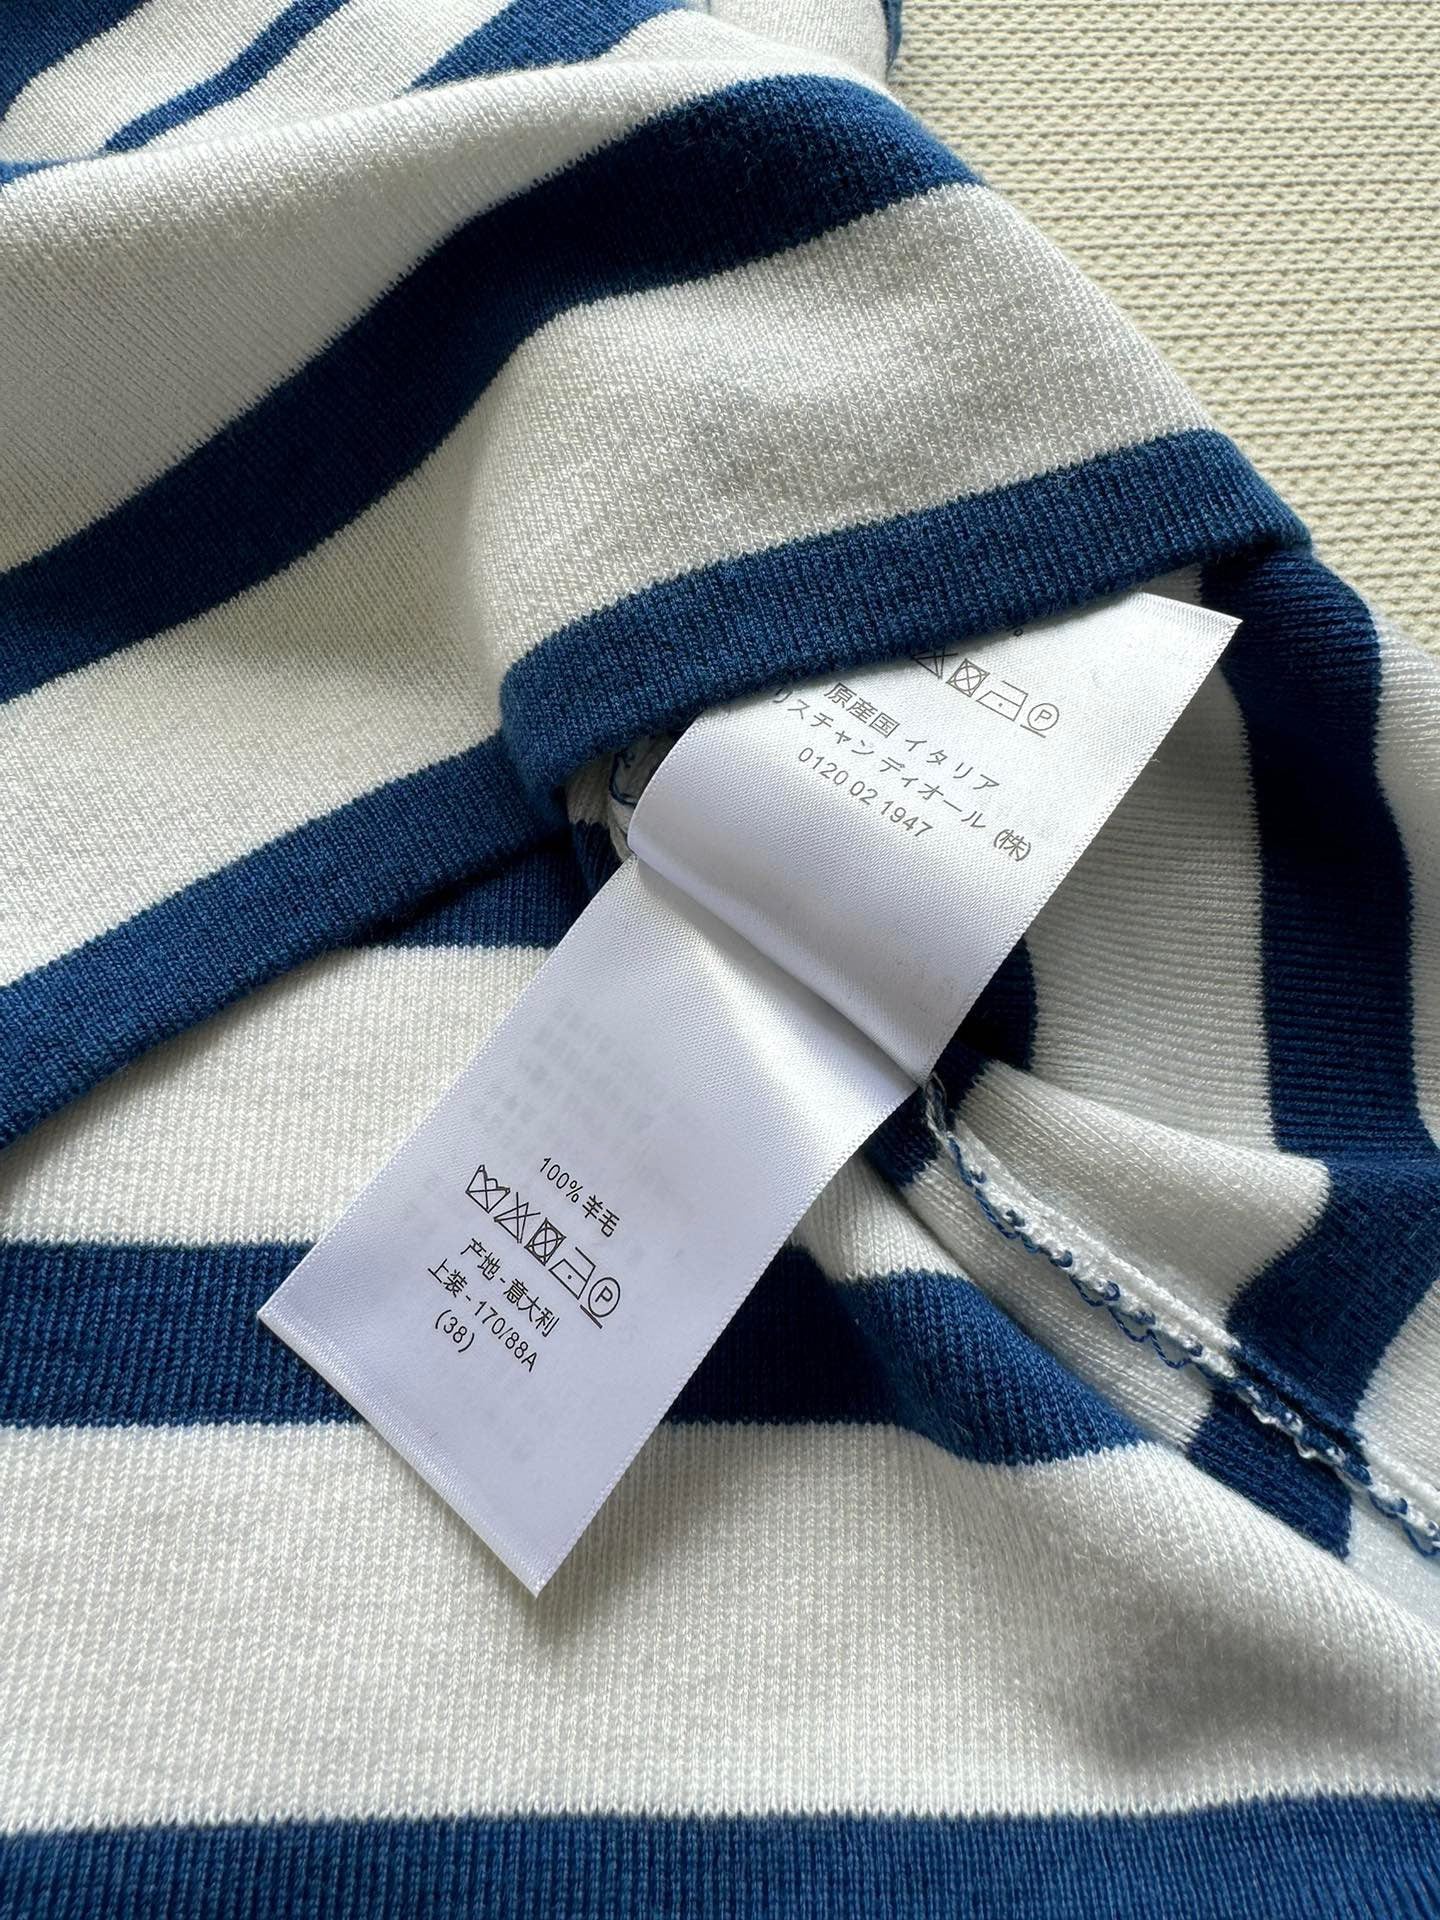 原産国 イタリア
リスチャン ディオール (株)
0120 02 1947
100% 羊毛
P
产地 - 意大利
上装 - 170/88A
(38)